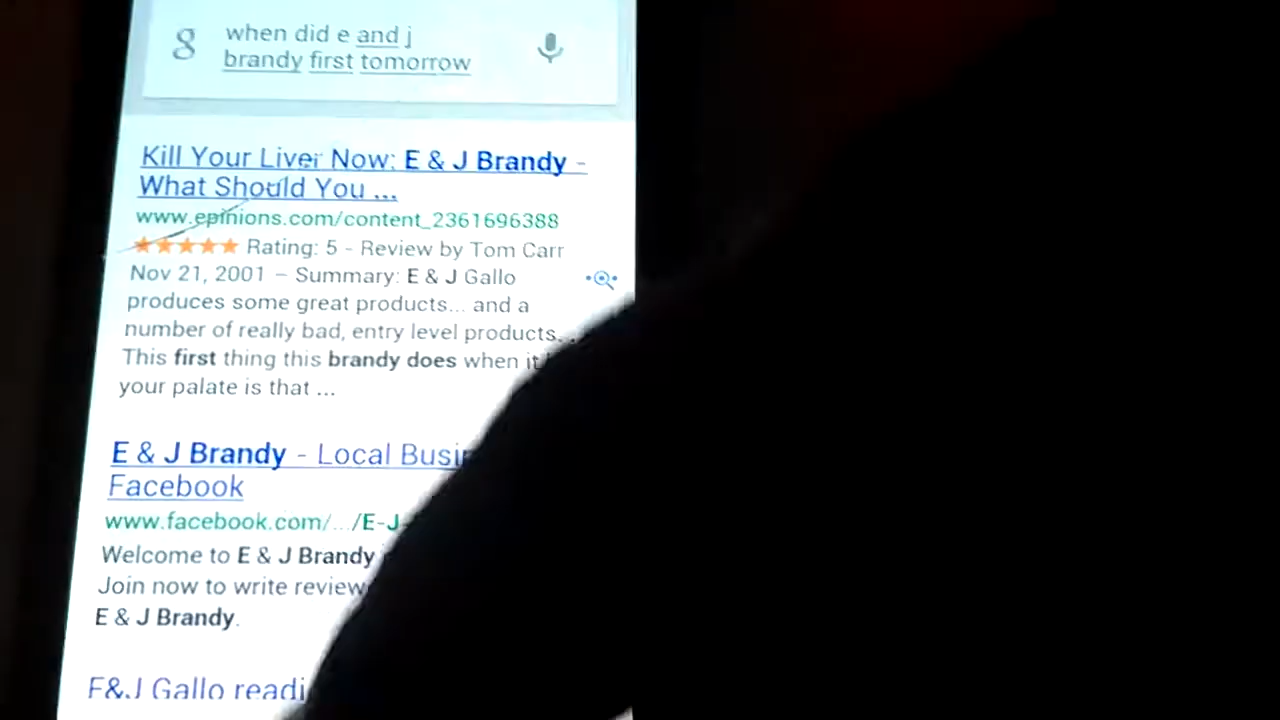 g when did e and j
brandy first tomorrow
Kill Your Liver Now: E & J Brandy -
What Should You ...
www.epinions.com/content_2361696388
Rating: 5 - Review by Tom Carr
Nov 21, 2001 – Summary: E & J Gallo
produces some great products... and a
number of really bad, entry level products...
This first thing this brandy does when it
your palate is that ...
E & J Brandy - Local
Facebook
www.facebook.com/.../E-J-
Welcome to E & J Brandy
Join now to write
E & J Brandy.
E&J Gallo